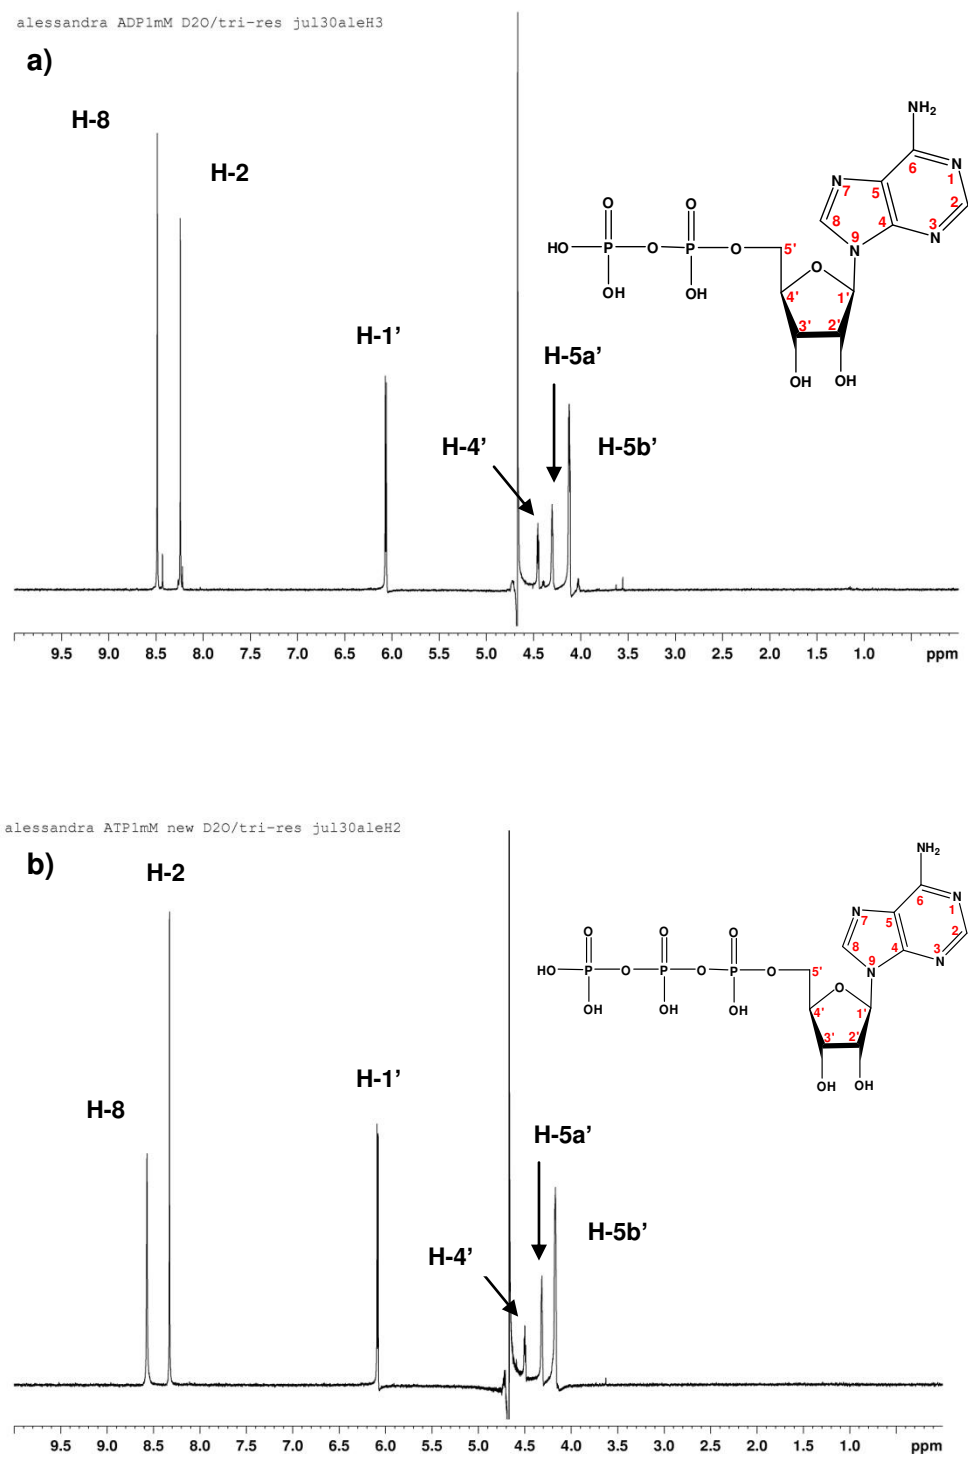 alessandra ADP1mM D2O/tri-res jul30aleH3
a)
H-8
H-2
H-1’
H-4’
H-5a’
H-5b’
NH2
6
N
1
N
7
5
2
8
4
3
N
9
N
O
O
HO
P
O
P
O
5'
OH
OH
O
4'
1'
3'
2'
OH
OH
9.5 9.0 8.5 8.0 7.5 7.0 6.5 6.0 5.5 5.0 4.5 4.0 3.5 3.0 2.5 2.0 1.5 1.0 ppm
alessandra ATP1mM new D2O/tri-res jul30aleH2
b)
H-2
H-8
H-1’
H-5a’
H-4’
H-5b’
NH2
6
N
1
N
7
5
2
8
4
3
N
9
N
O
O
O
HO
P
O
P
O
P
O
5'
OH
OH
OH
O
4'
1'
3'
2'
OH
OH
9.5 9.0 8.5 8.0 7.5 7.0 6.5 6.0 5.5 5.0 4.5 4.0 3.5 3.0 2.5 2.0 1.5 1.0 ppm